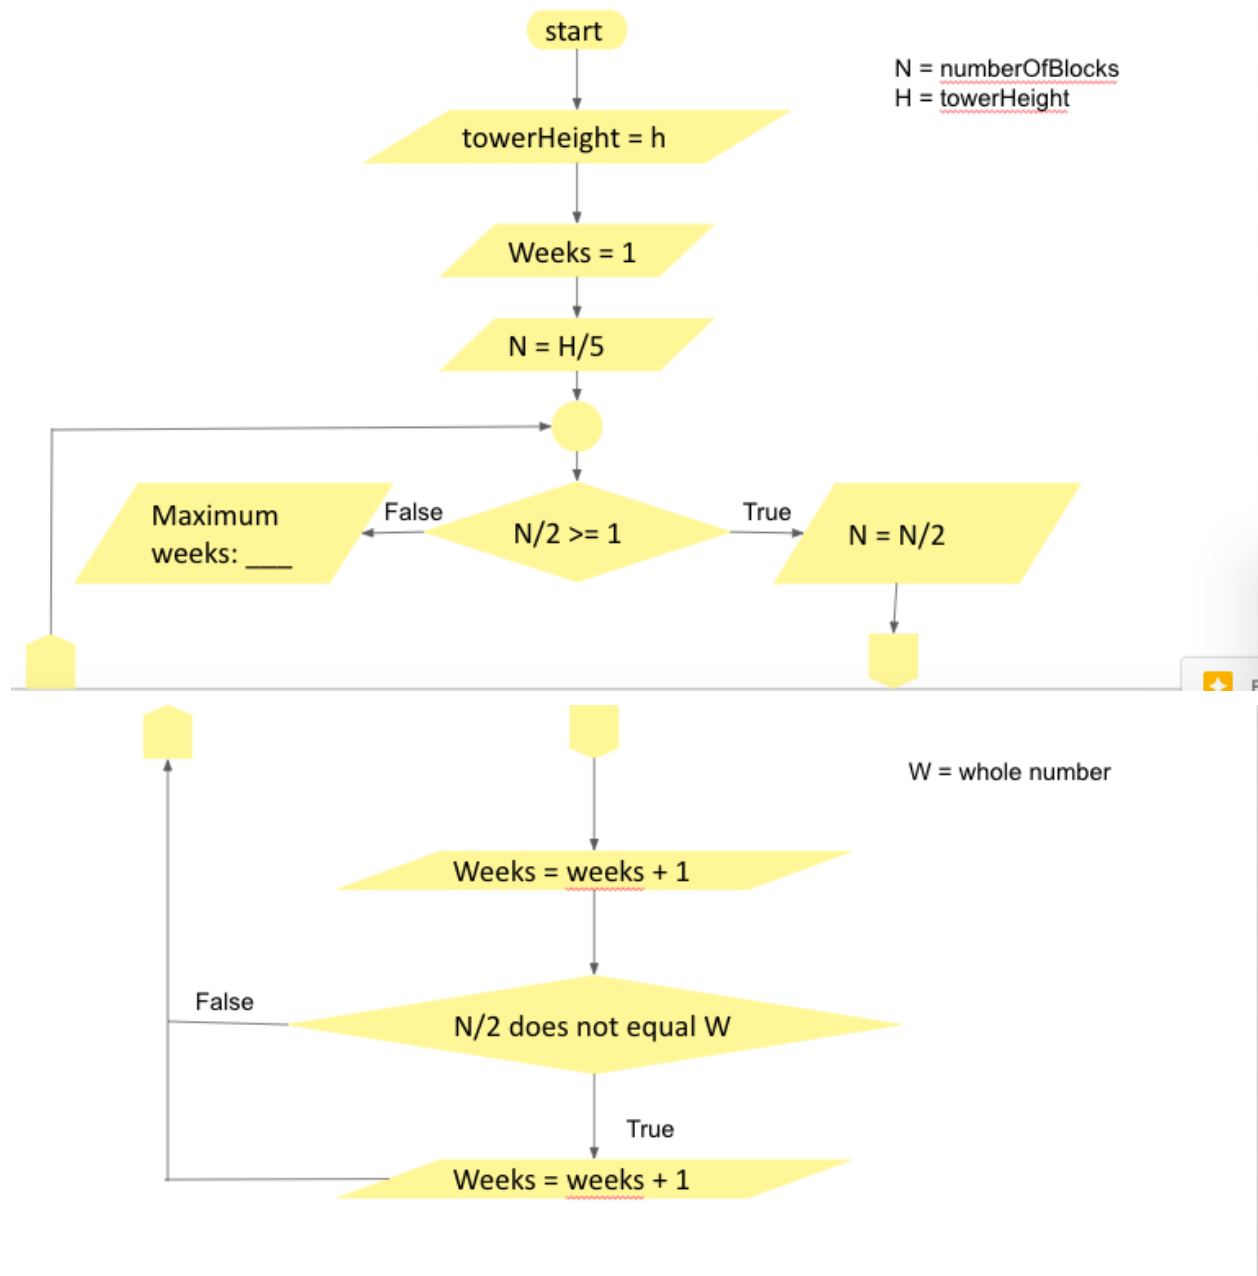 start
N = numberOfBlocks
H = towerHeight
towerHeight = h
Weeks = 1
N = H/5
Maximum
weeks: ___
False
N/2 >= 1
True
N = N/2
W = whole number
Weeks = weeks + 1
False
N/2 does not equal W
True
Weeks = weeks + 1